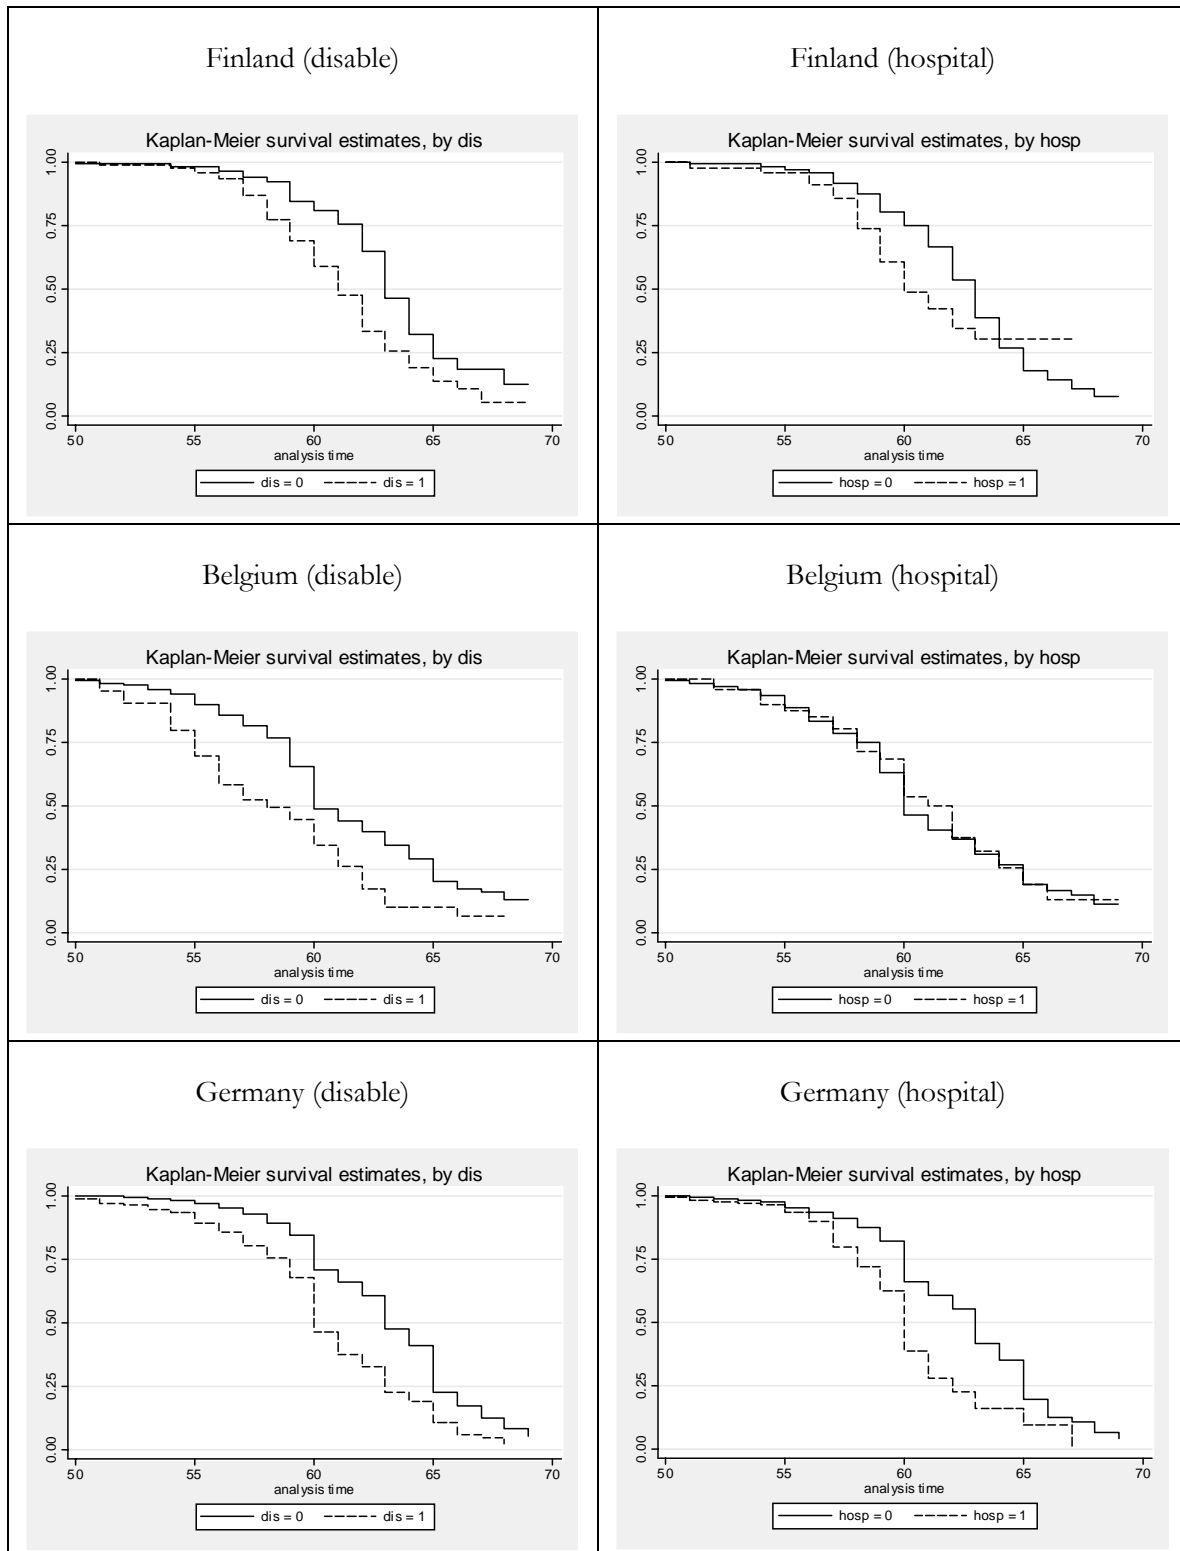 Finland (disable)
Kaplan-Meier survival estimates, by dis
1.00
0.75
0.50
0.25
0.00
50 55 60 65 70
analysis time
dis = 0 dis = 1
Finland (hospital)
Kaplan-Meier survival estimates, by hosp
1.00
0.75
0.50
0.25
0.00
50 55 60 65 70
analysis time
hosp = 0 hosp = 1
Belgium (disable)
Kaplan-Meier survival estimates, by dis
1.00
0.75
0.50
0.25
0.00
50 55 60 65 70
analysis time
dis = 0 dis = 1
Belgium (hospital)
Kaplan-Meier survival estimates, by hosp
1.00
0.75
0.50
0.25
0.00
50 55 60 65 70
analysis time
hosp = 0 hosp = 1
Germany (disable)
Kaplan-Meier survival estimates, by dis
1.00
0.75
0.50
0.25
0.00
50 55 60 65 70
analysis time
dis = 0 dis = 1
Germany (hospital)
Kaplan-Meier survival estimates, by hosp
1.00
0.75
0.50
0.25
0.00
50 55 60 65 70
analysis time
hosp = 0 hosp = 1